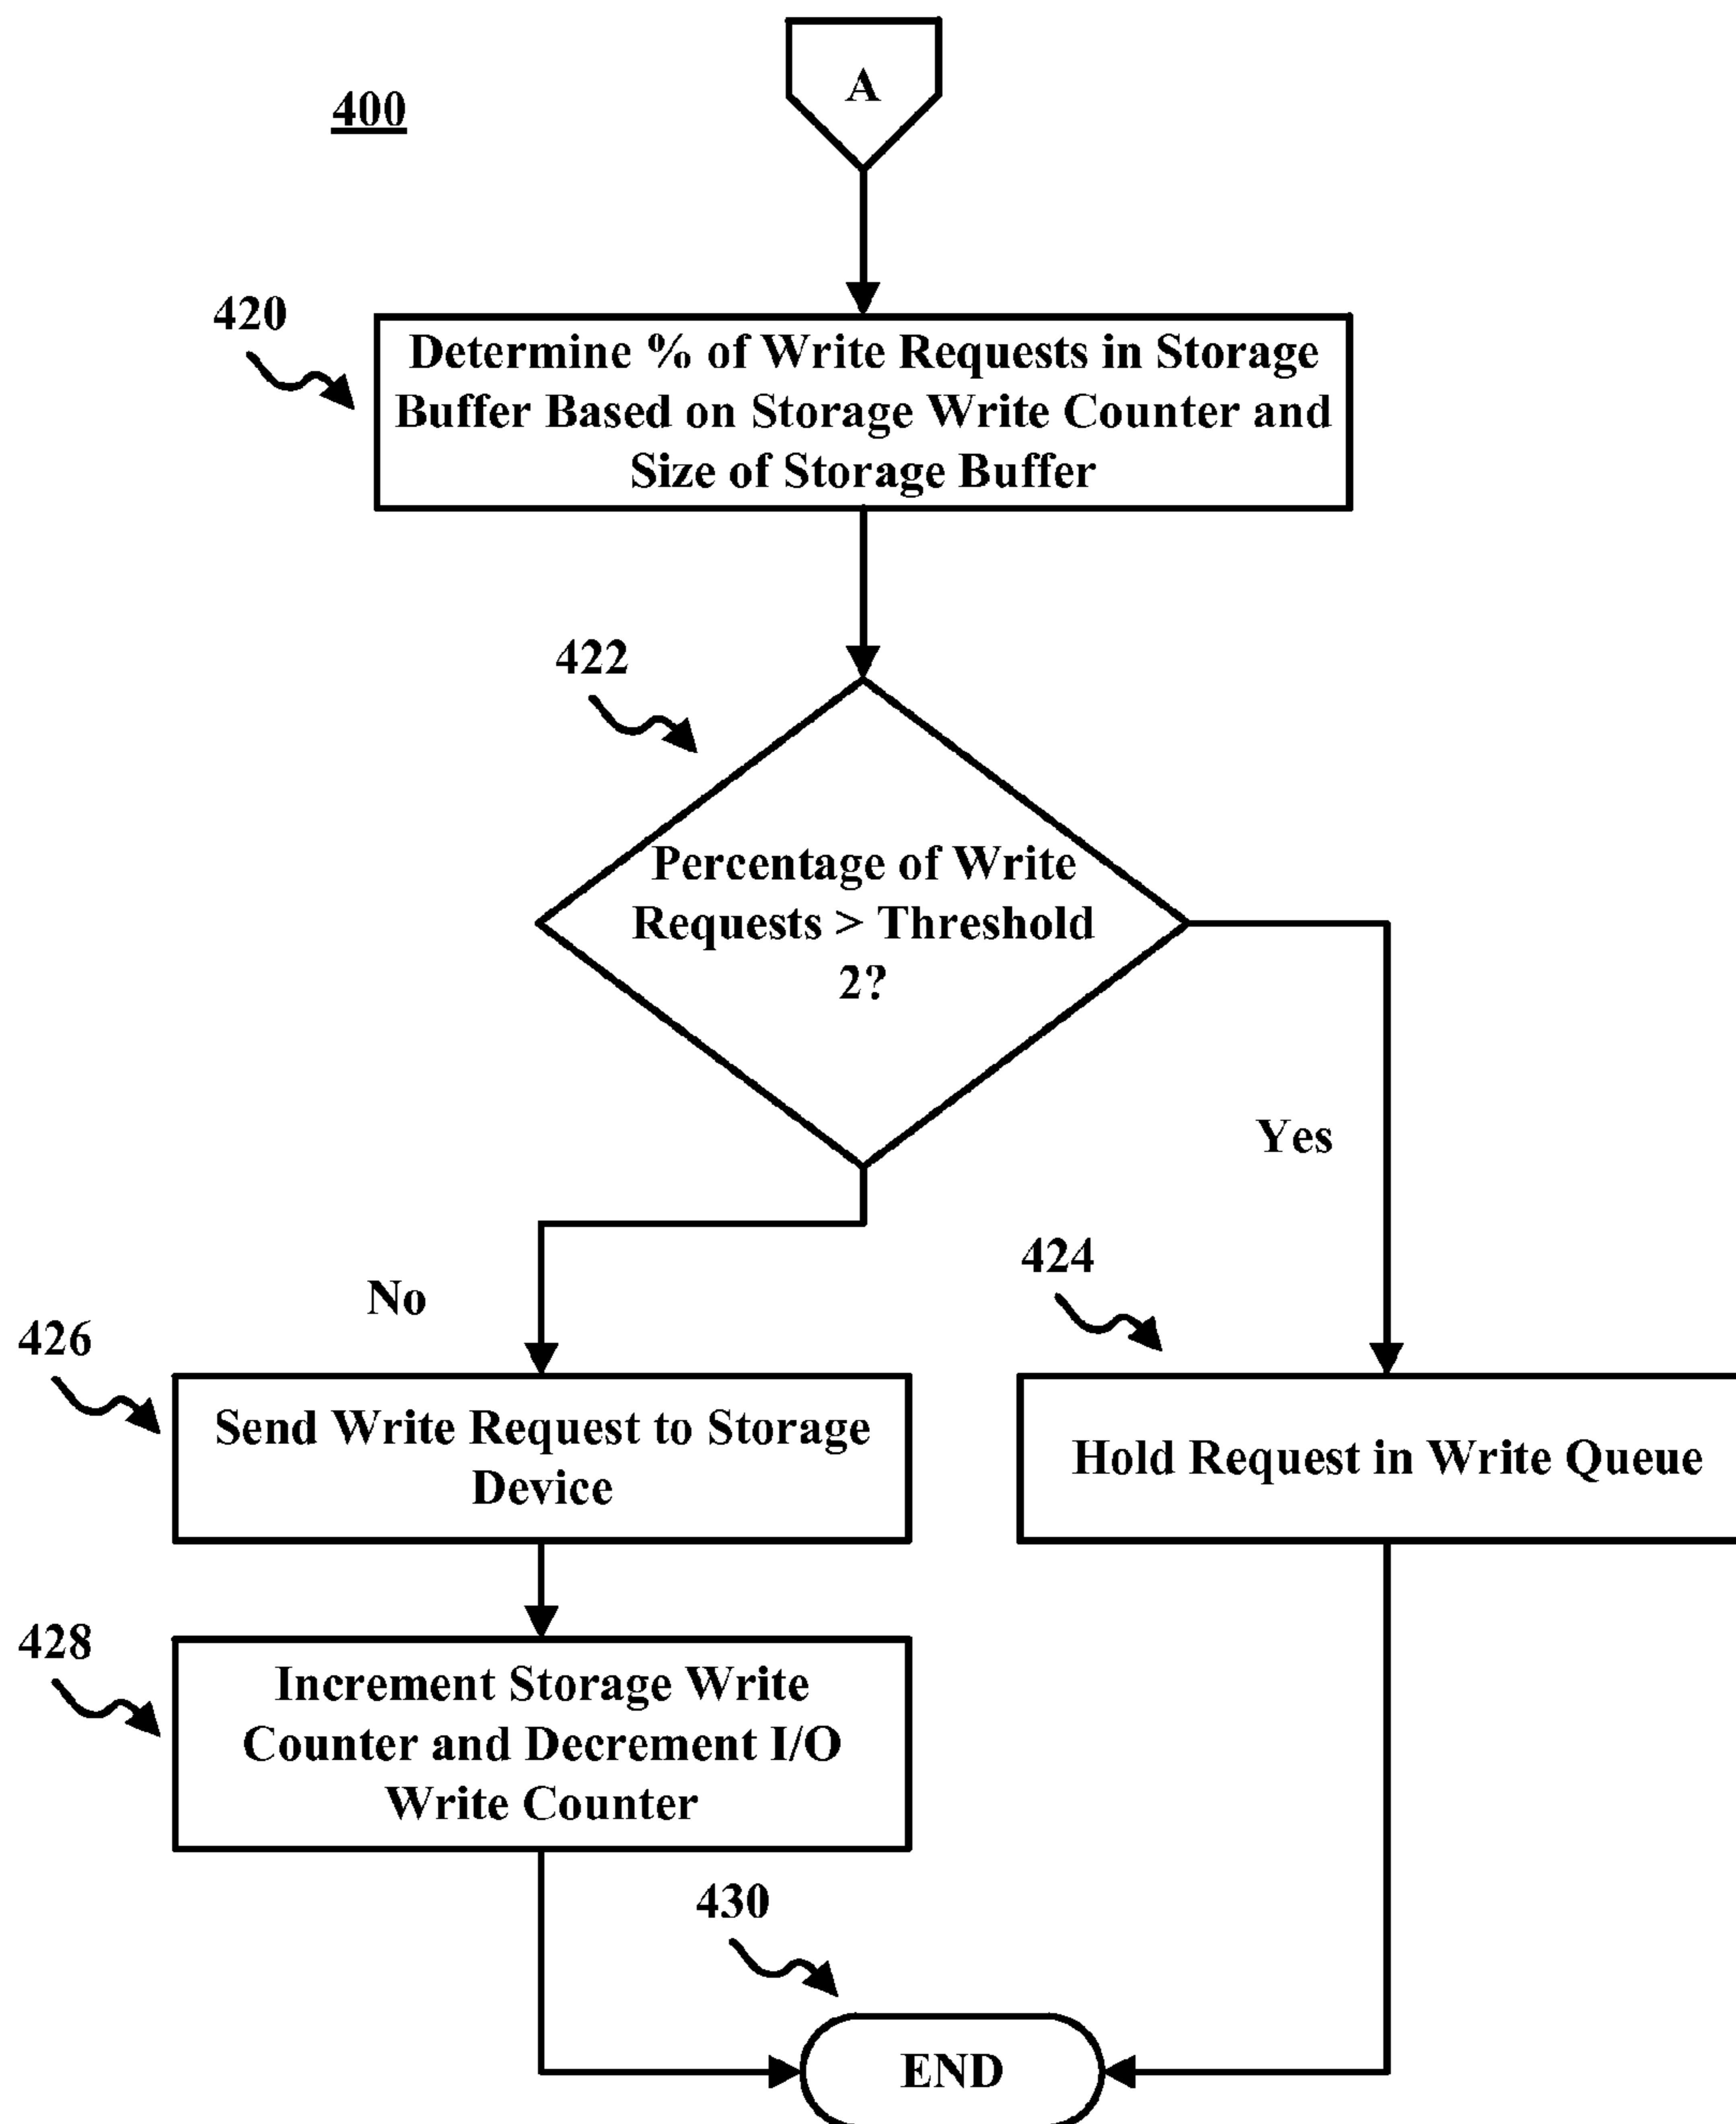 A
400
420
Determine % of Write Requests in Storage
Buffer Based on Storage Write Counter and
Size of Storage Buffer
422
Percentage of Write
Requests > Threshold
2?
Yes
No
424
426
Send Write Request to Storage
Device
Hold Request in Write Queue
428
Increment Storage Write
Counter and Decrement I/O
Write Counter
430
END